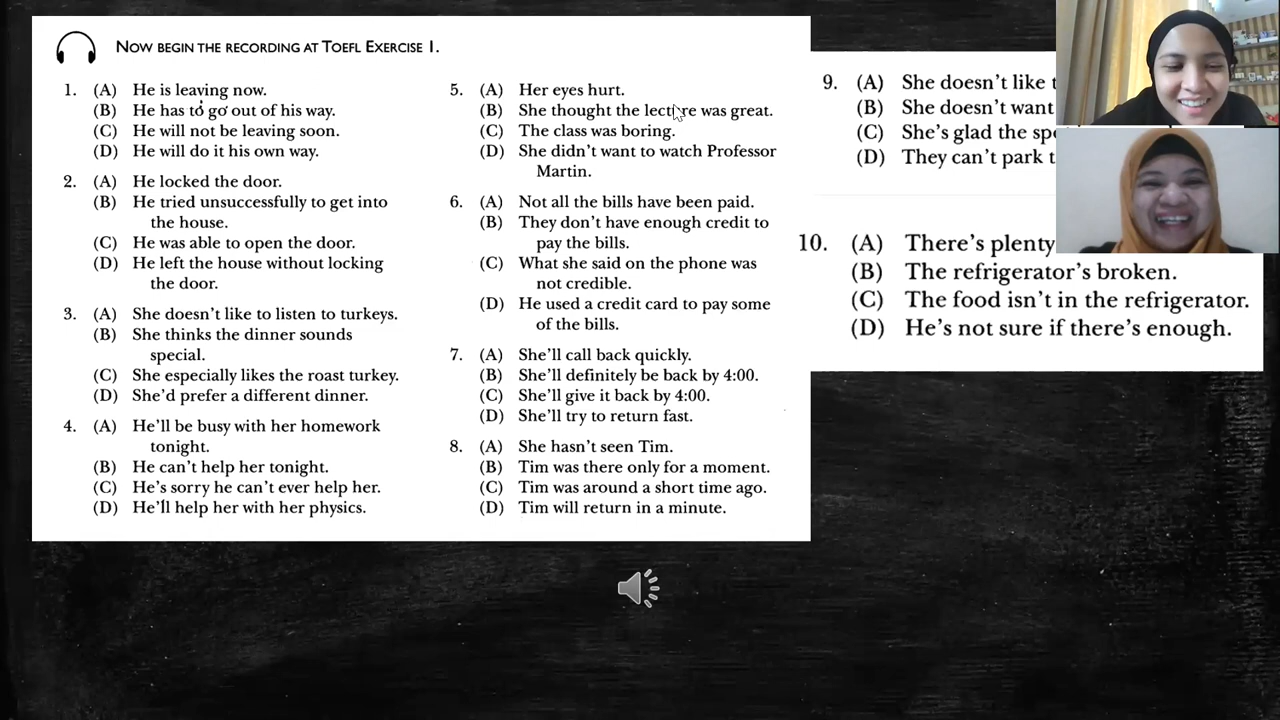 NOW BEGIN THE RECORDING AT TOEFL EXERCISE 1.
1. (A) He is leaving now.
(B) He has to go out of his way.
(C) He will not be leaving soon.
(D) He will do it his own way.
2. (A) He locked the door.
(B) He tried unsuccessfully to get into
the house.
(C) He was able to open the door.
(D) He left the house without locking
the door.
3. (A) She doesn't like to listen to turkeys.
(B) She thinks the dinner sounds
special.
(C) She especially likes the roast turkey.
(D) She'd prefer a different dinner.
4. (A) He'll be busy with her homework
tonight.
(B) He can't help her tonight.
(C) He's sorry he can't ever help her.
(D) He'll help her with her physics.
5. (A) Her eyes hurt.
(B) She thought the lecture was great.
(C) The class was boring.
(D) She didn't want to watch Professor
Martin.
6. (A) Not all the bills have been paid.
(B) They don't have enough credit to
pay the bills.
(C) What she said on the phone was
not credible.
(D) He used a credit card to pay some
of the bills.
7. (A) She'll call back quickly.
(B) She'll definitely be back by 4:00.
(C) She'll give it back by 4:00.
(D) She'll try to return fast.
8. (A) She hasn't seen Tim.
(B) Tim was there only for a moment.
(C) Tim was around a short time ago.
(D) Tim will return in a minute.
9. (A) She doesn't like
(B) She doesn't want
(C) She's glad the
(D) They can't park
10. (A) There's plenty
(B) The refrigerator's broken.
(C) The food isn't in the refrigerator.
(D) He's not sure if there's enough.